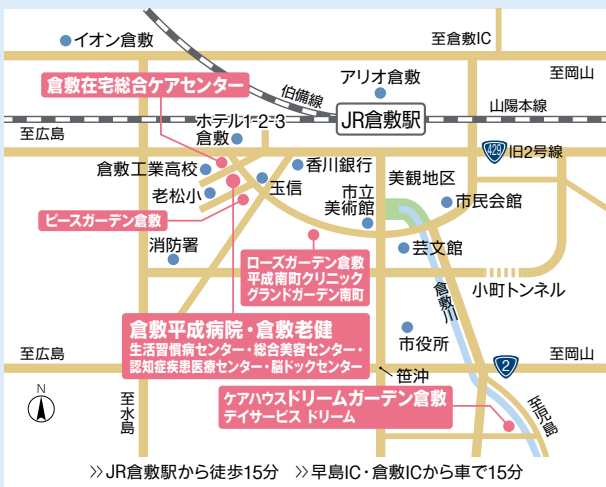 イオン倉敷
至倉敷IC
至岡山
倉敷在宅総合ケアセンター
伯備線
アリオ倉敷
ホテル1-2-3
倉敷
JR倉敷駅
山陽本線
至広島
429
旧2号線
倉敷工業高校
香川銀行
美観地区
老松小
玉信
市立
美術館
市民会館
ピースガーデン倉敷
消防署
ローズガーデン倉敷
平成南町クリニック
グランドガーデン南町
芸文館
倉敷川
小町トンネル
倉敷平成病院・倉敷老健
生活習慣病センター・総合美容センター・
認知症疾患医療センター・脳ドックセンター
市役所
至広島
至岡山
2
笹沖
N
至水島
ケアハウスドリームガーデン倉敷
デイサービス ドリーム
至児島
≫JR倉敷駅から徒歩15分 ≫早島IC・倉敷ICから車で15分